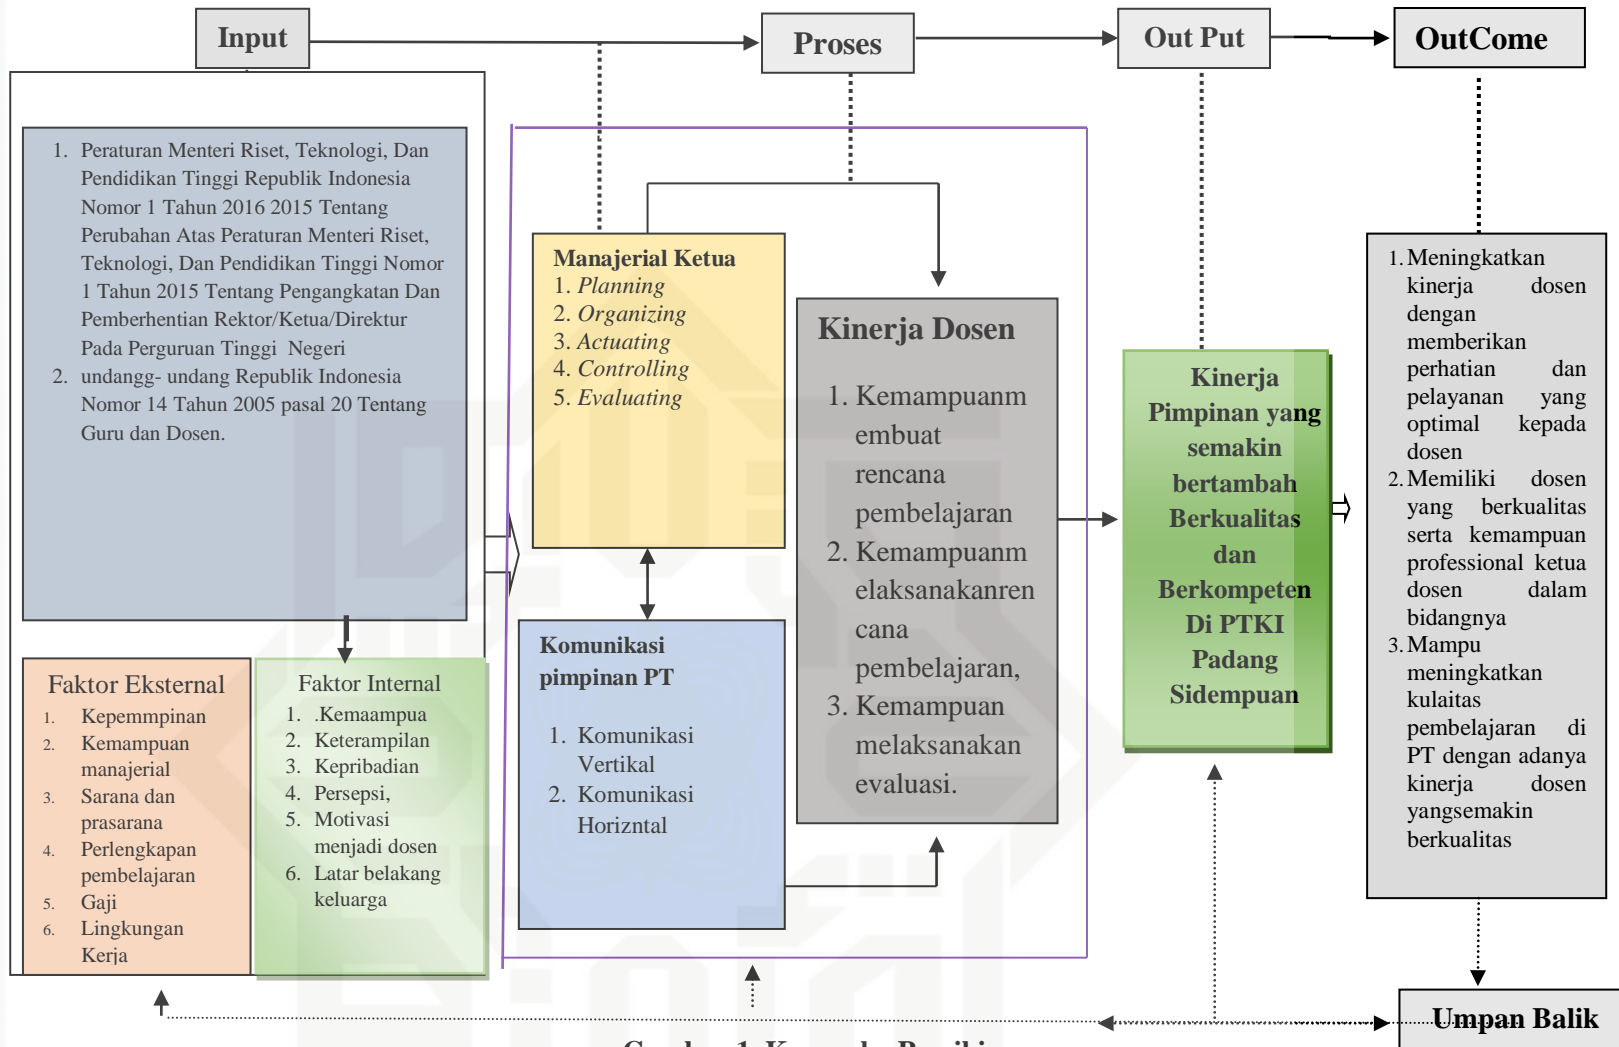 Input
Proses
Out Put
OutCome
1. Peraturan Menteri Riset, Teknologi, Dan
Pendidikan Tinggi Republik Indonesia
Nomor 1 Tahun 2016 2015 Tentang
Perubahan Atas Peraturan Menteri Riset,
Teknologi, Dan Pendidikan Tinggi Nomor
1 Tahun 2015 Tentang Pengangkatan Dan
Pemberhentian Rektor/Ketua/Direktur
Pada Perguruan Tinggi Negeri
2. undangg- undang Republik Indonesia
Nomor 14 Tahun 2005 pasal 20 Tentang
Guru dan Dosen.
Faktor Eksternal
1. Kepemmpinan
2. Kemampuan
manajerial
3. Sarana dan
prasarana
4. Perlengkapan
pembelajaran
5. Gaji
6. Lingkungan
Kerja
Faktor Internal
1. .Kemaampua
2. Keterampilan
3. Kepribadian
4. Persepsi,
5. Motivasi
menjadi dosen
6. Latar belakang
keluarga
Manajerial Ketua
1. Planning
2. Organizing
3. Actuating
4. Controlling
5. Evaluating
Komunikasi
pimpinan PT
1. Komunikasi
Vertikal
2. Komunikasi
Horizntal
Kinerja Dosen
1. Kemampuanm
embuat
rencana
pembelajaran
2. Kemampuanm
elaksanakanren
cana
pembelajaran,
3. Kemampuan
melaksanakan
evaluasi.
Kinerja
Pimpinan yang
semakin
bertambah
Berkualitas
dan
Berkompeten
Di PTKI
Padang
Sidempuan
1. Meningkatkan
kinerja dosen
dengan
memberikan
perhatian dan
pelayanan yang
optimal kepada
dosen
2. Memiliki dosen
yang berkualitas
serta kemampuan
professional ketua
dosen dalam
bidangnya
3. Mampu
meningkatkan
kulaitas
pembelajaran di
PT dengan adanya
kinerja dosen
yangsemakin
berkualitas
Umpan Balik